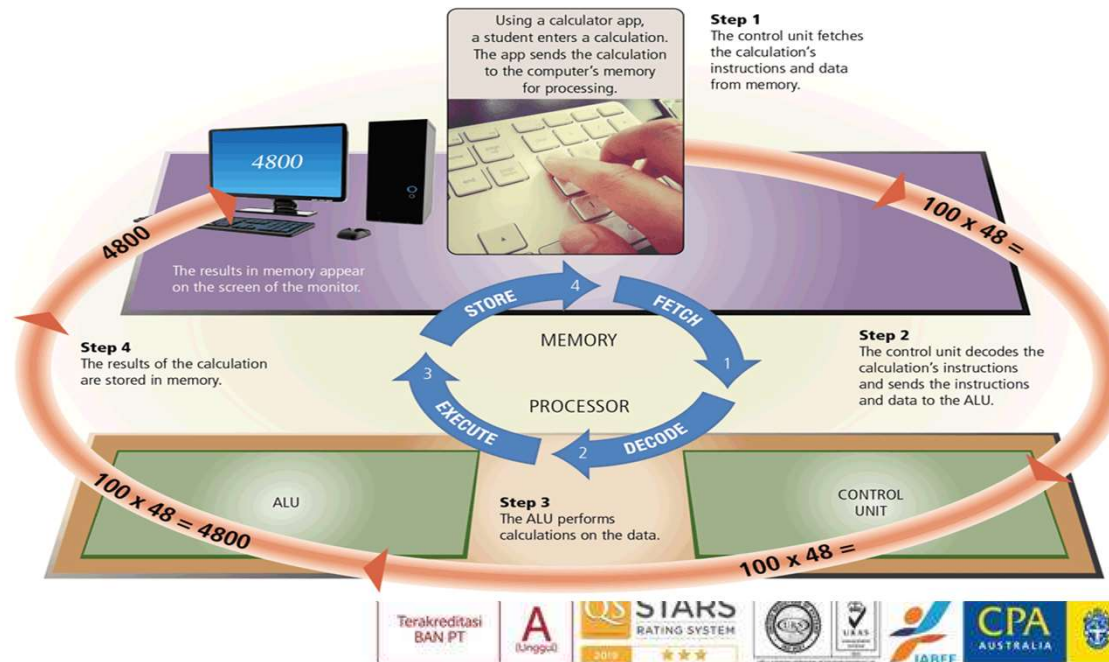 Using a calculator app,
a student enters a calculation.
The app sends the calculation
to the computer's memory
for processing.
Step 1
The control unit fetches
the calculation's
instructions and data
from memory.
4800
100 x 48 =
4800
The results in memory appear
on the screen of the monitor.
STORE
4
FETCH
MEMORY
Step 2
The control unit decodes the
calculation's instructions
and sends the instructions
and data to the ALU.
Step 4
The results of the calculation
are stored in memory.
3
1
PROCESSOR
EXECUTE
2
DECODE
ALU
CONTROL
UNIT
100 x 48 = 4800
Step 3
The ALU performs
calculations on the data.
100 x 48 =
Terakreditasi
BAN PT
A
(Unggul)
QS
STARS
RATING SYSTEM
2019
URS
UKAS
IABEE
CPA
AUSTRALIA